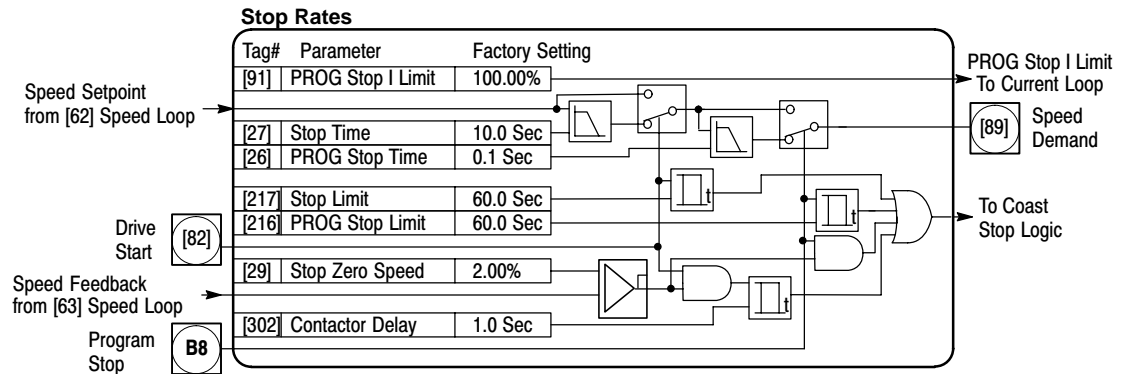 Stop Rates
Tag# Parameter Factory Setting
[91] PROG Stop I Limit 100.00%
PROG Stop I Limit
To Current Loop
Speed Setpoint
from [62] Speed Loop
[89]
Speed
Demand
[27] Stop Time 10.0 Sec
[26] PROG Stop Time 0.1 Sec
[217] Stop Limit 60.0 Sec
t
[216] PROG Stop Limit 60.0 Sec
t
To Coast
Stop Logic
Drive
Start
[82]
[29] Stop Zero Speed 2.00%
Speed Feedback
from [63] Speed Loop
t
[302] Contactor Delay 1.0 Sec
Program
Stop
B8